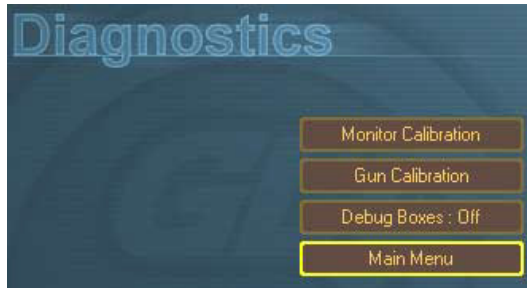 Diagnostics
Monitor Calibration
Gun Calibration
Debug Boxes : Off
Main Menu